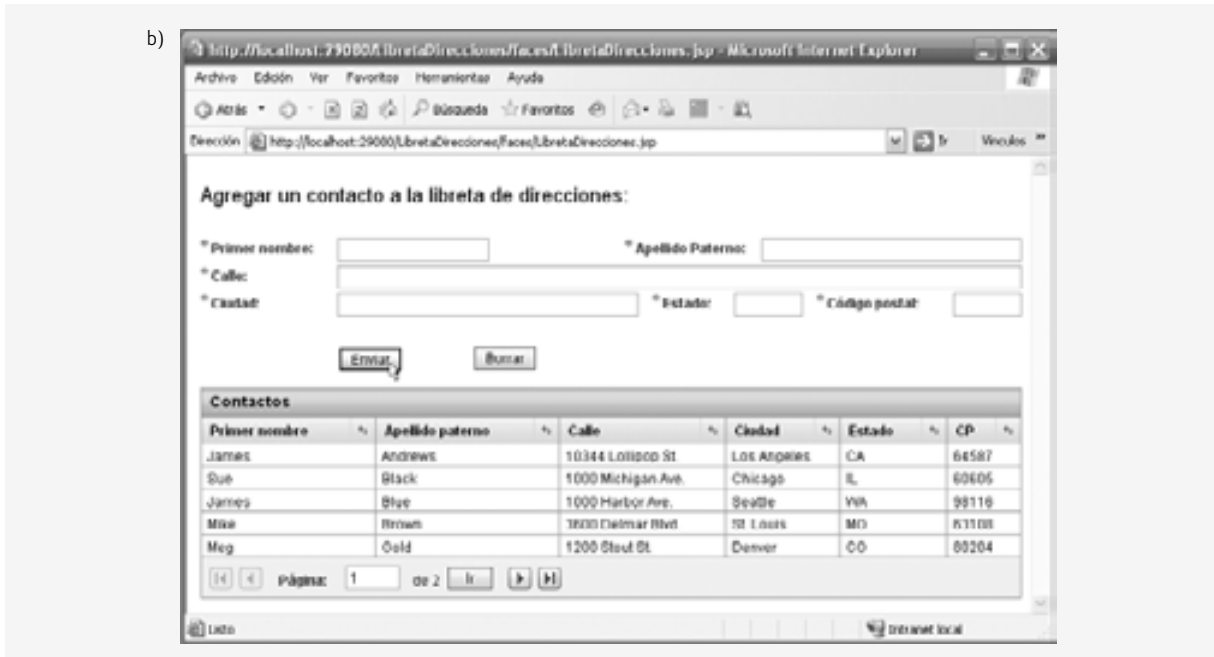 b)
http://localhost:29080/LibretaDirecciones/faces/LibretaDirecciones.jsp - Microsoft Internet Explorer
Archivo Edición Ver Favoritos Herramientas Ayuda
Atrás Búsqueda Favoritos
Dirección http://localhost:29080/LibretaDirecciones/faces/LibretaDirecciones.jsp Ir Vínculos
Agregar un contacto a la libreta de direcciones:
* Primer nombre: * Apellido Paterno:
* Calle:
* Ciudad: * Estado: * Código postal:
Enviar Borrar
Contactos
Primer nombre Apellido paterno Calle Ciudad Estado CP
James Andrews 10344 Lollipop St. Los Angeles CA 64587
Sue Black 1000 Michigan Ave. Chicago IL 60605
James Blue 1000 Harbor Ave. Seattle WA 98116
Mike Brown 3600 Delmar Blvd. St. Louis MO 63108
Meg Gold 1200 Stout St. Denver CO 80204
Página: 1 de 2 Ir
Listo Intranet local